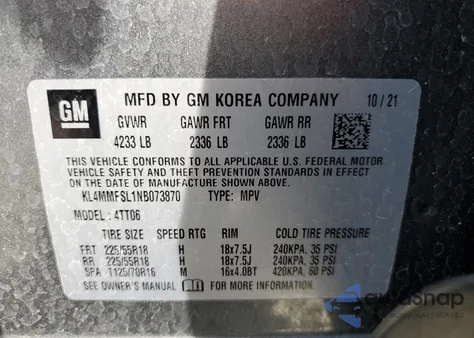 GM MFD BY GM KOREA COMPANY 10/21
GVWR GAWR FRT GAWR RR
4233 LB 2336 LB 2336 LB
THIS VEHICLE CONFORMS TO ALL APPLICABLE U.S. FEDERAL MOTOR
VEHICLE SAFETY AND THEFT PREVENTION STANDARDS IN EFFECT
ON THE DATE OF MANUFACTURE SHOWN ABOVE.
KL4MMFSL1NB073870 TYPE: MPV
MODEL : 4TT06
TIRE SIZE SPEED RTG RIM COLD TIRE PRESSURE
FRT 225/55R18 H 18x7.5J 240KPA, 35 PSI
RR 225/55R18 H 18x7.5J 240KPA, 35 PSI
SPA T125/70R16 M 16x4.0BT 420KPA, 60 PSI
SEE OWNER'S MANUAL FOR MORE INFORMATION.